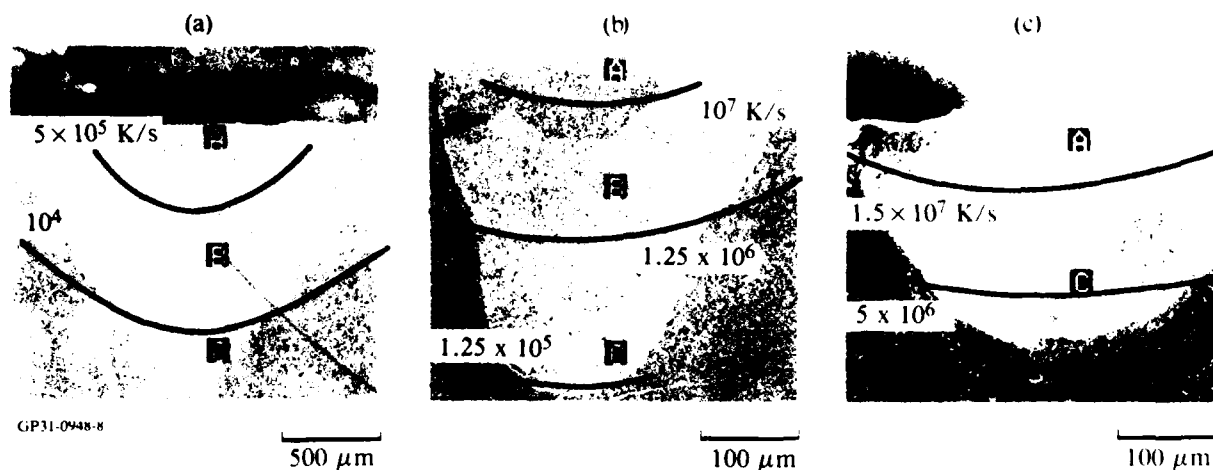 (a)
(b)
(c)
5 × 10⁵ K/s
10⁴
A
10⁷ K/s
1.25 x 10⁶
1.25 x 10⁵
A
1.5 × 10⁷ K/s
C
5 x 10⁶
GP31-0948-8
500 μm
100 μm
100 μm